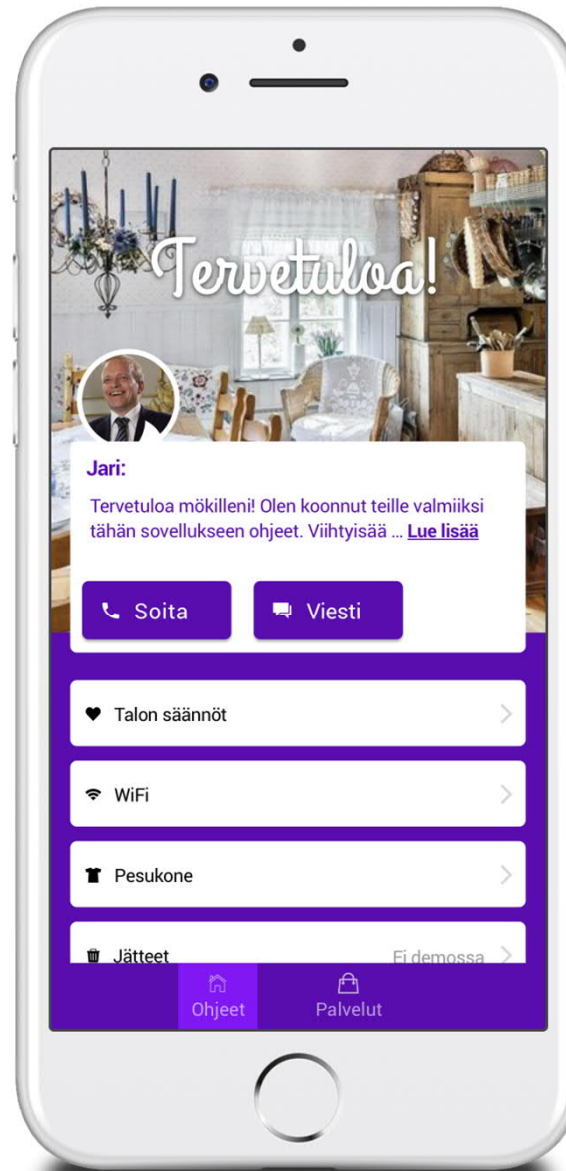 Tervetuloa!
Jari:
Tervetuloa mökilleni! Olen koonnut teille valmiiksi
tähän sovellukseen ohjeet. Viihtyisää ... Lue lisää
Soita
Viesti
Talon säännöt
WiFi
Pesukone
Jätteet
Ei demossa
Ohjeet
Palvelut